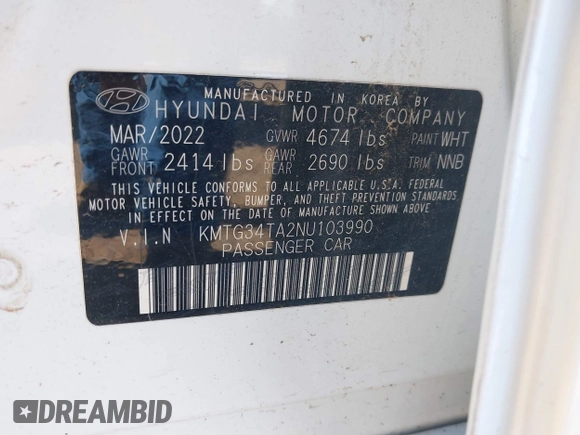 MANUFACTURED IN KOREA BY
HYUNDAI MOTOR COMPANY
MAR/2022 GVWR 4674 lbs PAINT WHT
GAWR FRONT 2414 lbs GAWR REAR 2690 lbs TRIM NNB
THIS VEHICLE CONFORMS TO ALL APPLICABLE U.S.A. FEDERAL
MOTOR VEHICLE SAFETY, BUMPER, AND THEFT PREVENTION STANDARDS
IN EFFECT ON THE DATE OF MANUFACTURE SHOWN ABOVE.
V.I.N KMTG34TA2NU103990
PASSENGER CAR
DREAMBID